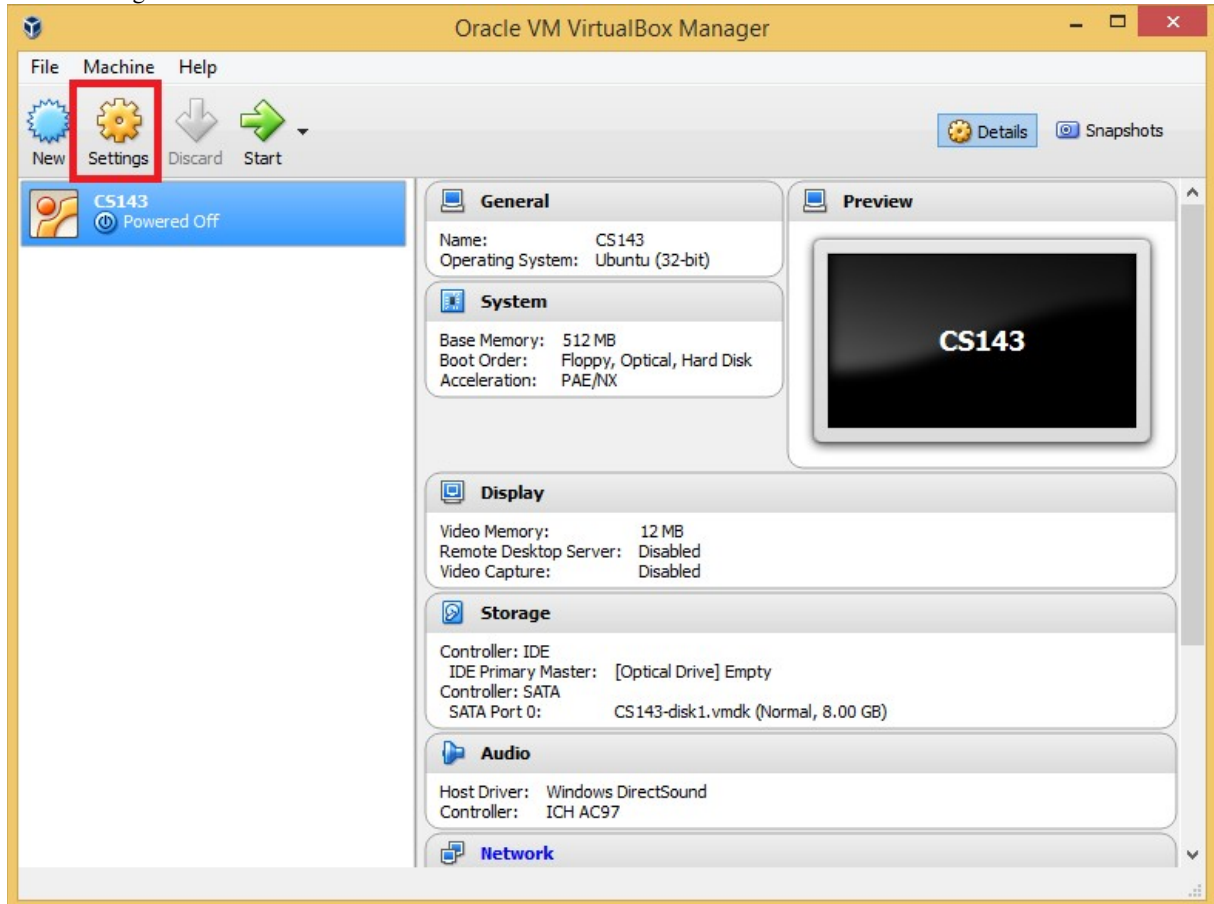 Oracle VM VirtualBox Manager
File Machine Help
New Settings Discard Start
Details Snapshots
CS143
Powered Off
General
Name: CS143
Operating System: Ubuntu (32-bit)
System
Base Memory: 512 MB
Boot Order: Floppy, Optical, Hard Disk
Acceleration: PAE/NX
Preview
CS143
Display
Video Memory: 12 MB
Remote Desktop Server: Disabled
Video Capture: Disabled
Storage
Controller: IDE
IDE Primary Master: [Optical Drive] Empty
Controller: SATA
SATA Port 0: CS143-disk1.vmdk (Normal, 8.00 GB)
Audio
Host Driver: Windows DirectSound
Controller: ICH AC97
Network